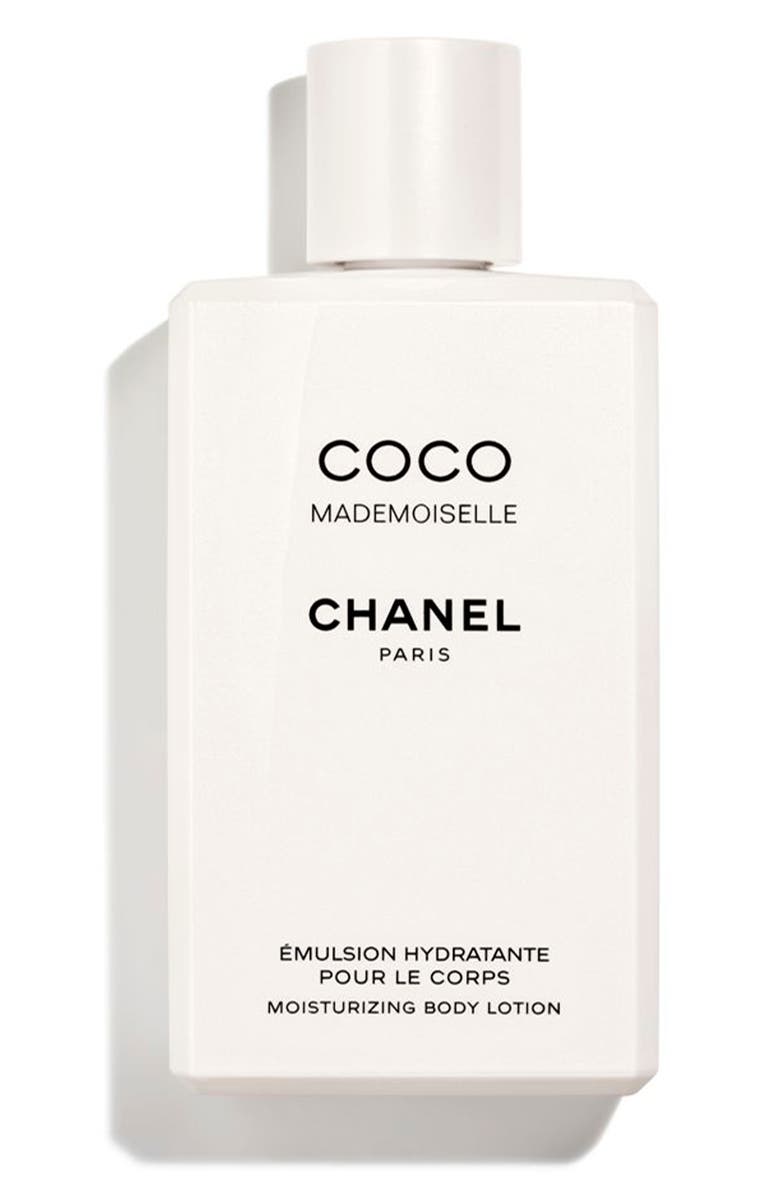 COCO
MADEMOISELLE
CHANEL
PARIS
ÉMULSION HYDRATANTE
POUR LE CORPS
MOISTURIZING BODY LOTION